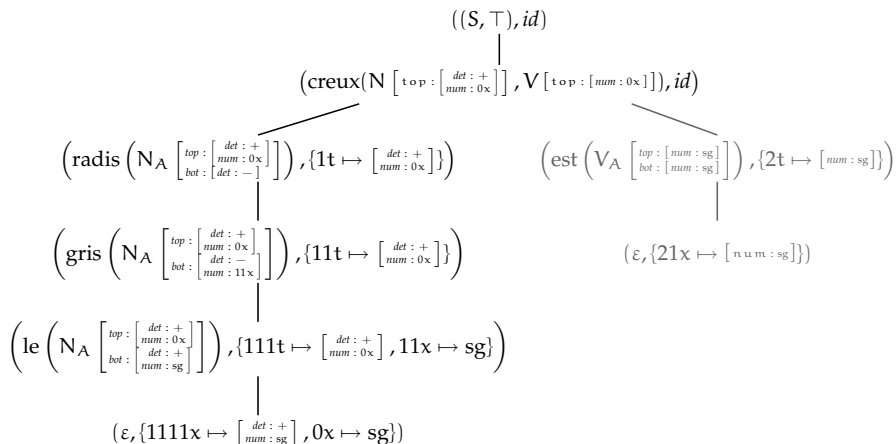 ((S, ⊤), id)
(creux(N [top : [det : + num : 0x]], V [top : [num : 0x]]), id)
(radis (N_A [top : [det : + num : 0x] bot : [det : −]]), {1t ↦ [det : + num : 0x]}) (est (V_A [top : [num : sg] bot : [num : sg]]), {2t ↦ [num : sg]})
(gris (N_A [top : [det : + num : 0x] bot : [det : − num : 11x]]), {11t ↦ [det : + num : 0x]}) (ε, {21x ↦ [num : sg]})
(le (N_A [top : [det : + num : 0x] bot : [det : + num : sg]]), {111t ↦ [det : + num : 0x], 11x ↦ sg})
(ε, {1111x ↦ [det : + num : sg], 0x ↦ sg})